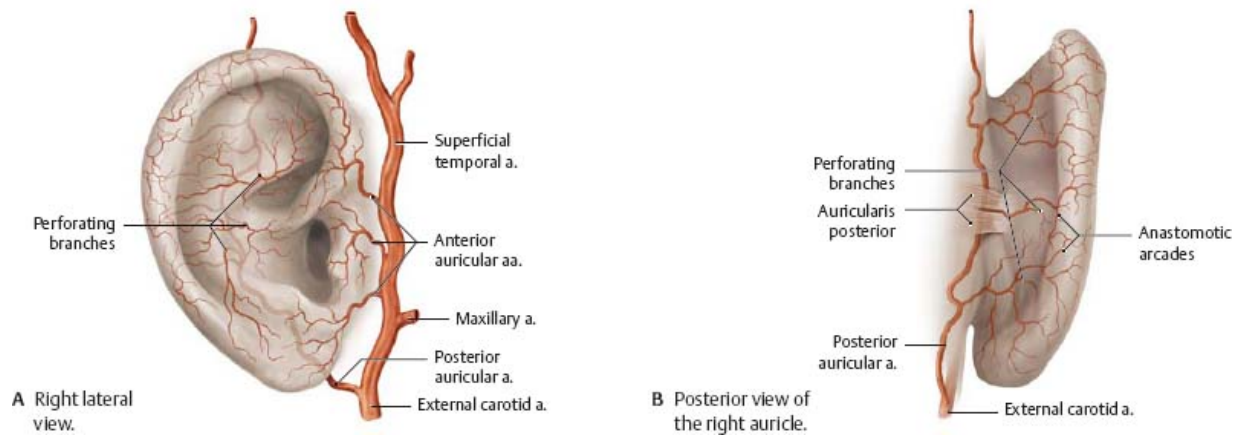 Superficial
temporal a.
Perforating
branches
Anterior
auricular aa.
Maxillary a.
Posterior
auricular a.
External carotid a.
A Right lateral
view.
Perforating
branches
Auricularis
posterior
Anastomotic
arcades
Posterior
auricular a.
External carotid a.
B Posterior view of
the right auricle.